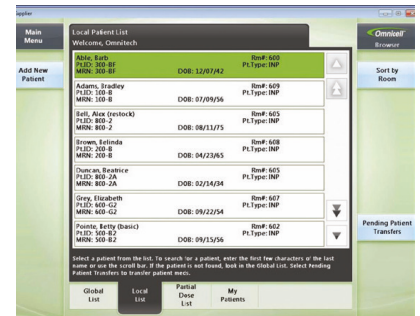 Supplier
Main
Menu
Add New
Patient
Local Patient List
Welcome, Omnitech
Able, Barb Rm#: 600
Pt.ID: 300-BF Pt.Type: INP
MRN: 300-BF DOB: 12/07/42
Adams, Bradley Rm#: 609
Pt.ID: 100-B Pt.Type: INP
MRN: 100-B DOB: 07/09/56
Bell, Alex (restock) Rm#: 605
Pt.ID: 800-2 Pt.Type: INP
MRN: 800-2 DOB: 08/11/75
Brown, Belinda Rm#: 608
Pt.ID: 200-B Pt.Type: INP
MRN: 200-B DOB: 04/23/65
Duncan, Beatrice Rm#: 605
Pt.ID: 800-2A Pt.Type: INP
MRN: 800-2A DOB: 02/14/34
Grey, Elizabeth Rm#: 607
Pt.ID: 600-G2 Pt.Type: INP
MRN: 600-G2 DOB: 09/22/54
Pointe, Betty (basic) Rm#: 602
Pt.ID: 500-B2 Pt.Type: INP
MRN: 500-B2 DOB: 09/15/56
Select a patient from the list. To search for a patient, enter the first few characters of the last
name or use the scroll bar. If the patient is not found, look in the Global List. Select Pending
Patient Transfers to transfer patient meds.
Global
List
Local
List
Partial
Dose
List
My
Patients
Omnicell
Browser
Sort by
Room
Pending Patient
Transfers